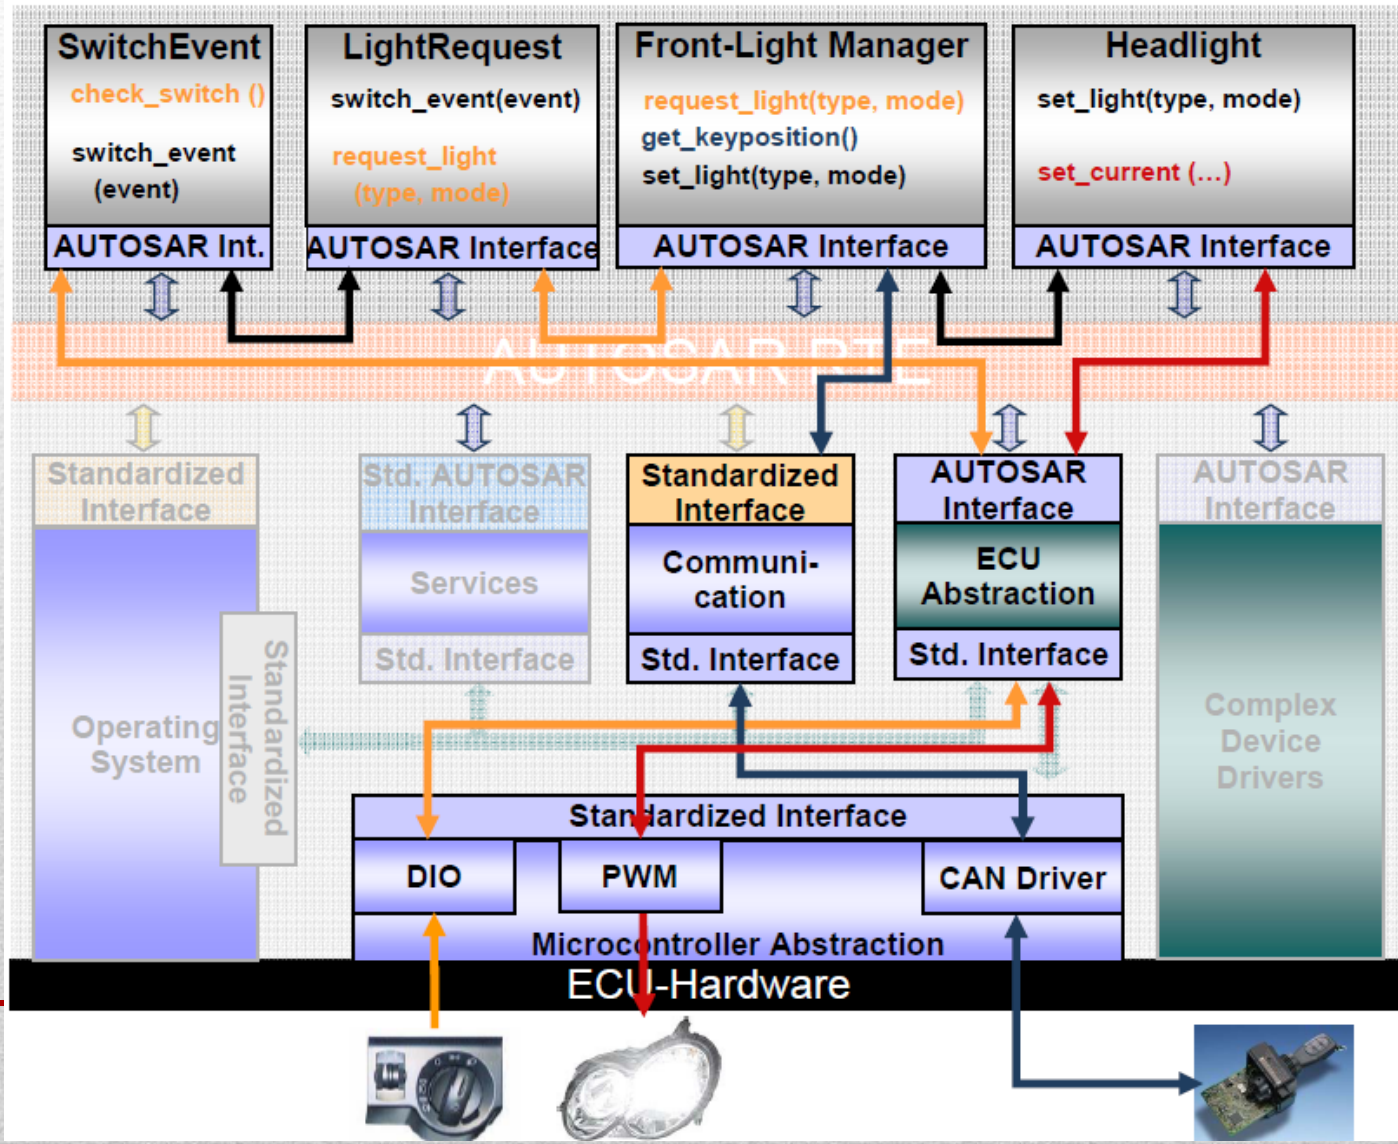 SwitchEvent
check_switch ()
switch_event
(event)
AUTOSAR Int.
LightRequest
switch_event(event)
request_light
(type, mode)
AUTOSAR Interface
Front-Light Manager
request_light(type, mode)
get_keyposition()
set_light(type, mode)
AUTOSAR Interface
Headlight
set_light(type, mode)
set_current (...)
AUTOSAR Interface
AUTOSAR RTE
Standardized
Interface
Operating
System
Standardized
Interface
Std. AUTOSAR
Interface
Services
Std. Interface
Standardized
Interface
Communi-
cation
Std. Interface
AUTOSAR
Interface
ECU
Abstraction
Std. Interface
AUTOSAR
Interface
Complex
Device
Drivers
Standardized Interface
DIO
PWM
CAN Driver
Microcontroller Abstraction
ECU-Hardware